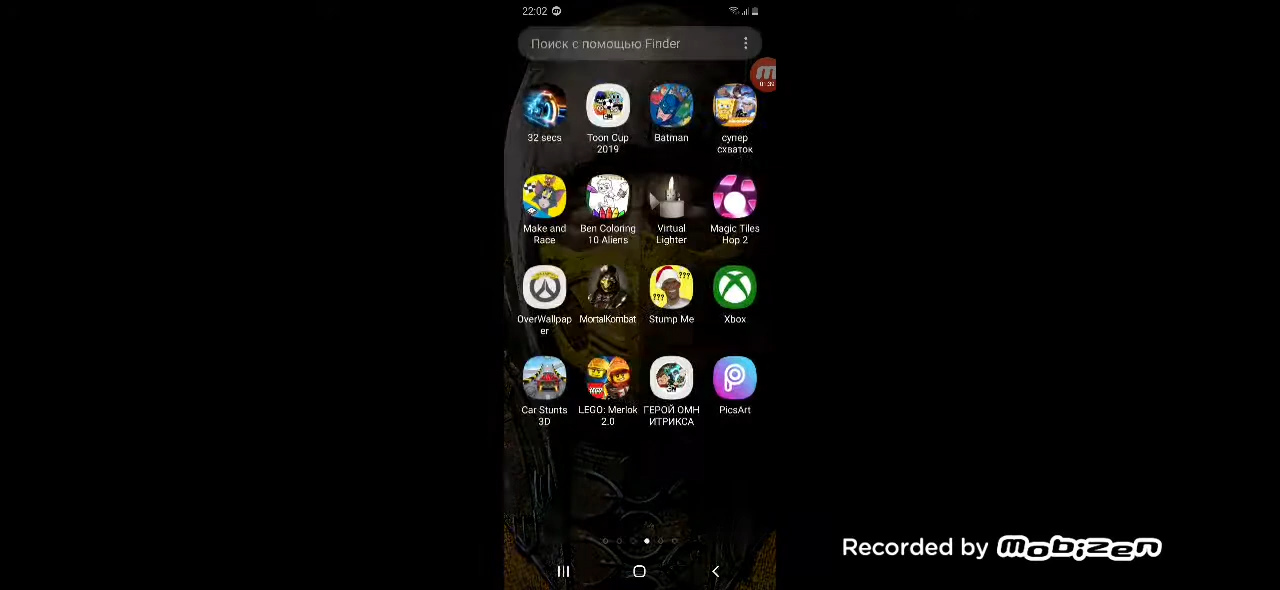 22:02
Поиск с помощью Finder
01:39
32 secs
Toon Cup
2019
Batman
супер
схваток
Make and
Race
Ben Coloring
10 Aliens
Virtual
Lighter
Magic Tiles
Hop 2
OverWallpap
er
MortalKombat
???
???
Stump Me
Xbox
Car Stunts
3D
LEGO: Merlok
2.0
ГЕРОЙ ОМН
ИТРИКСА
PicsArt
Recorded by mobizen